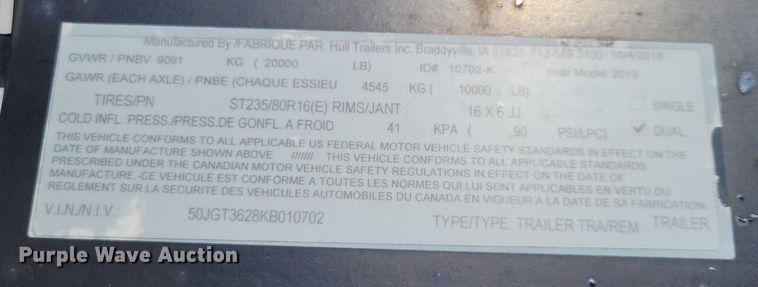 Manufactured By /FABRIQUE PAR: Hull Trailers Inc. Braddyville, IA 51631 712-589-3100 10/4/2018
GVWR / PNBV 9091 KG ( 20000 LB) ID#: 10702-K Year Model 2019
GAWR (EACH AXLE) / PNBE (CHAQUE ESSIEU 4545 KG ( 10000 LB)
TIRES/PN ST235/80R16(E) RIMS/JANT 16 X 6 JJ SINGLE
COLD INFL. PRESS./PRESS.DE GONFL. A FROID 41 KPA ( 90 PSI/LPC) DUAL
THIS VEHICLE CONFORMS TO ALL APPLICABLE US FEDERAL MOTOR VEHICLE SAFETY STANDARDS IN EFFECT ON THE
DATE OF MANUFACTURE SHOWN ABOVE. /////// THIS VEHICLE CONFORMS TO ALL APPLICABLE STANDARDS
PRESCRIBED UNDER THE CANADIAN MOTOR VEHICLE SAFETY REGULATIONS IN EFFECT ON THE DATE OF
MANUFACTURE.-CE VEHICULE EST CONFORME A TOUTES LES NORMES QUI LUI SONT APPLICABLES EN VERTU DU
REGLEMENT SUR LA SECURITE DES VEHICULES AUTOMOBILES DU CANADA EN VIGUEUR A LA DATE DE SA FABRICATION.
V.I.N./N.I.V.: 50JGT3628KB010702 TYPE/TYPE: TRAILER TRA/REM TRAILER
Purple Wave Auction